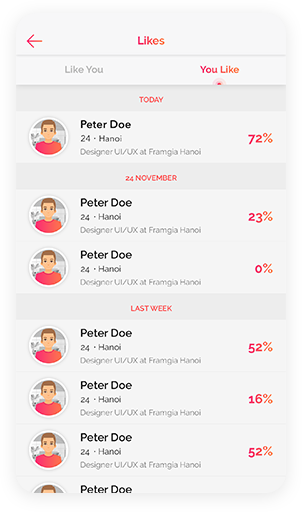 Likes
Like You
You Like
TODAY
Peter Doe
24 • Hanoi
Designer UI/UX at Framgia Hanoi
72%
24 NOVEMBER
Peter Doe
24 • Hanoi
Designer UI/UX at Framgia Hanoi
23%
Peter Doe
24 • Hanoi
Designer UI/UX at Framgia Hanoi
0%
LAST WEEK
Peter Doe
24 • Hanoi
Designer UI/UX at Framgia Hanoi
52%
Peter Doe
24 • Hanoi
Designer UI/UX at Framgia Hanoi
16%
Peter Doe
24 • Hanoi
Designer UI/UX at Framgia Hanoi
52%
Peter Doe